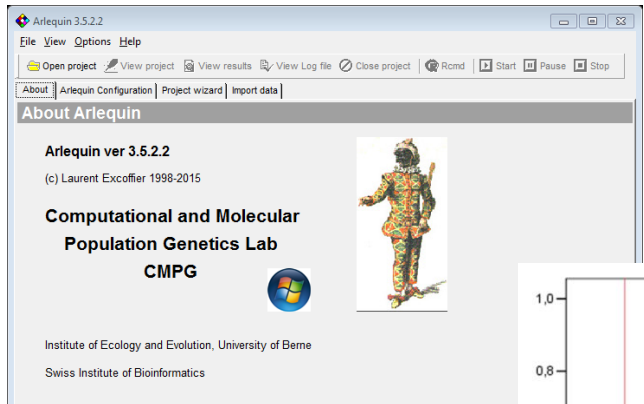 Arlequin 3.5.2.2
File View Options Help
Open project View project View results View Log file Close project Rcmd Start Pause Stop
About Arlequin Configuration Project wizard Import data
About Arlequin
Arlequin ver 3.5.2.2
(c) Laurent Excoffier 1998-2015
Computational and Molecular
Population Genetics Lab
CMPG
1,0
Institute of Ecology and Evolution, University of Berne
Swiss Institute of Bioinformatics
0,8